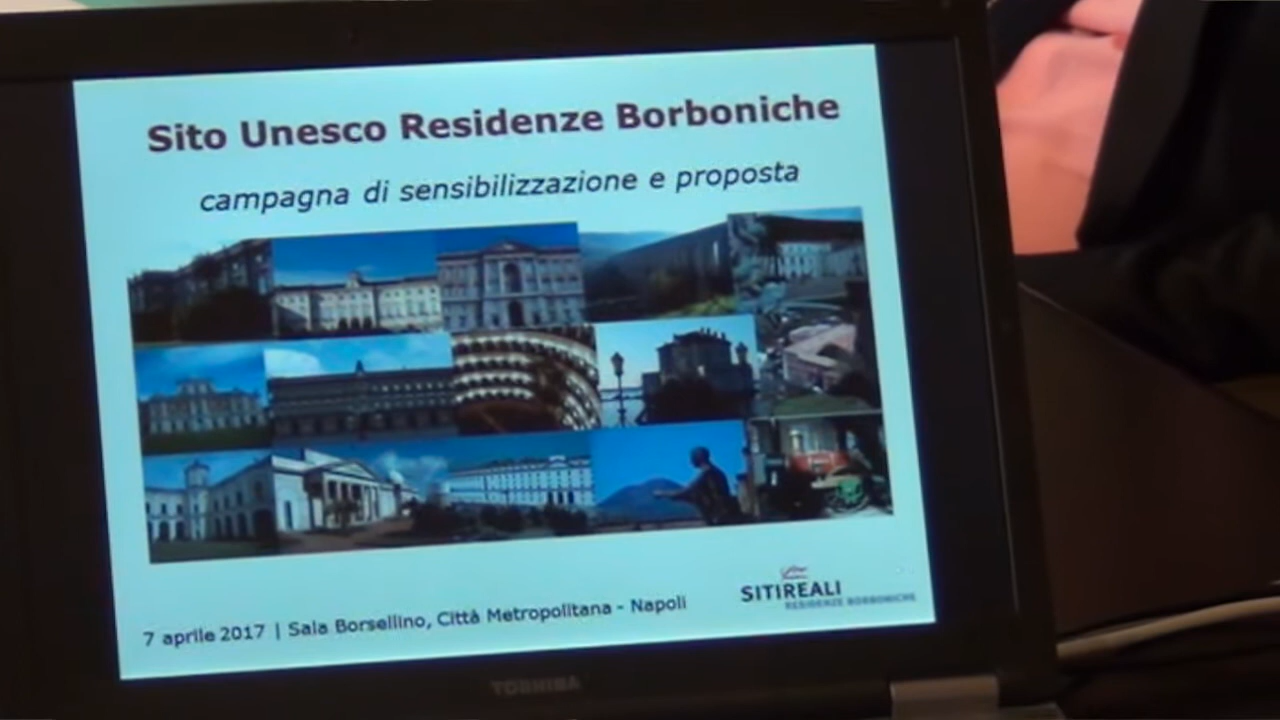 Sito Unesco Residenze Borboniche
campagna di sensibilizzazione e proposta
7 aprile 2017 | Sala Borsellino, Città Metropolitana - Napoli
SITIREALI
RESIDENZE BORBONICHE
TOSHIBA